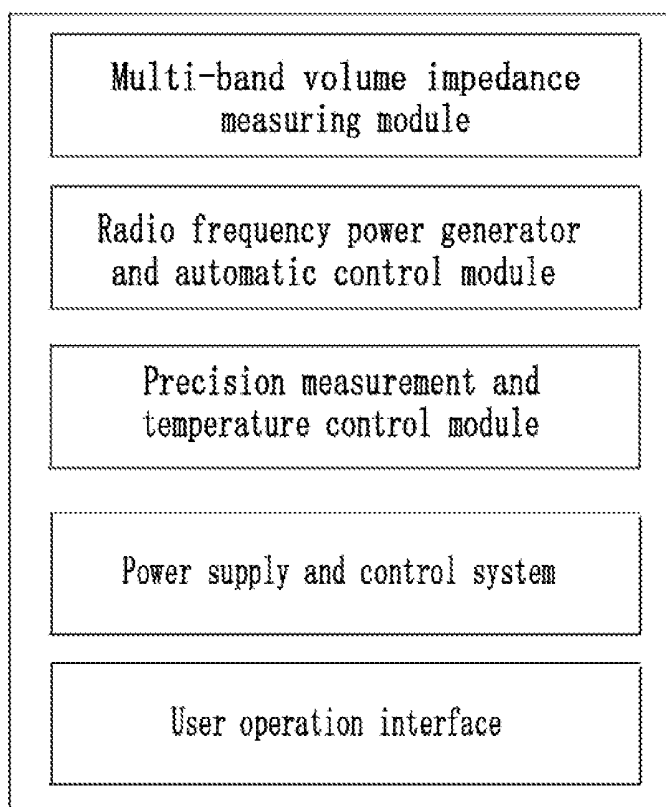 Multi-band volume impedance
measuring module
Radio frequency power generator
and automatic control module
Precision measurement and
temperature control module
Power supply and control system
User operation interface